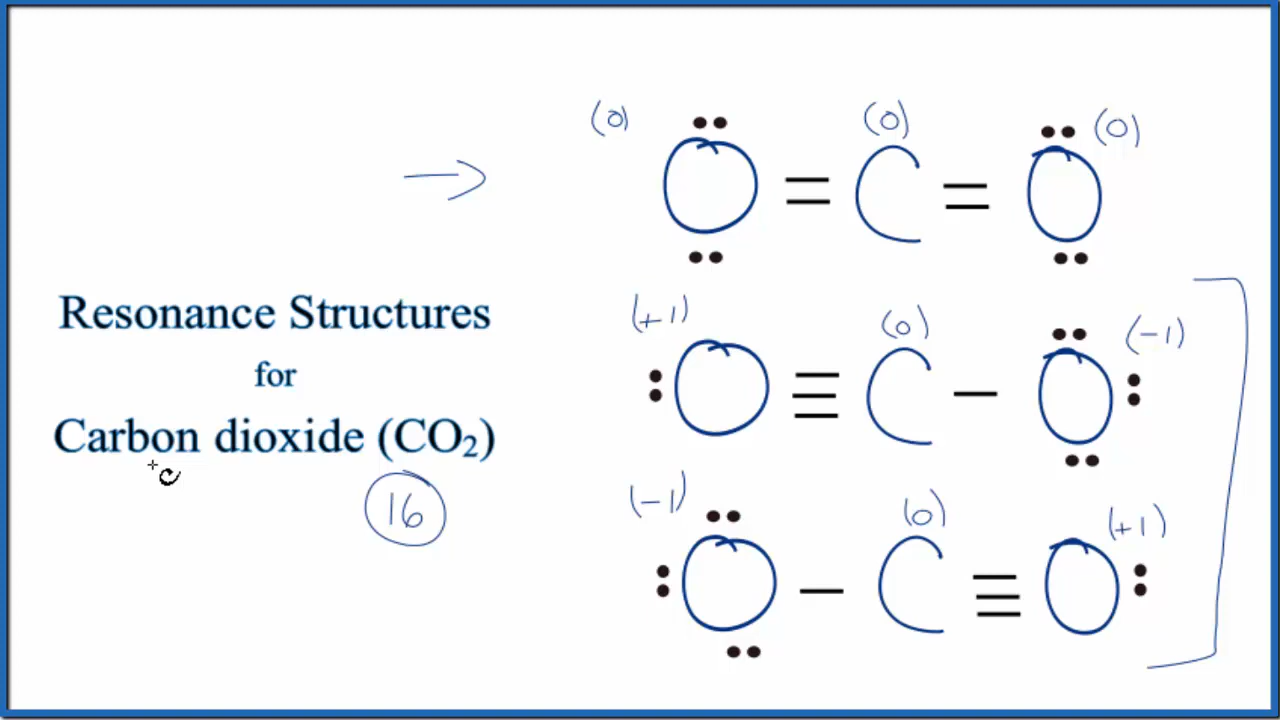 (0) (0) (0)
O = C = O
→
Resonance Structures
for
Carbon dioxide (CO₂)
16
(+1) (0) (-1)
O ≡ C - O
(-1) (0) (+1)
O - C ≡ O